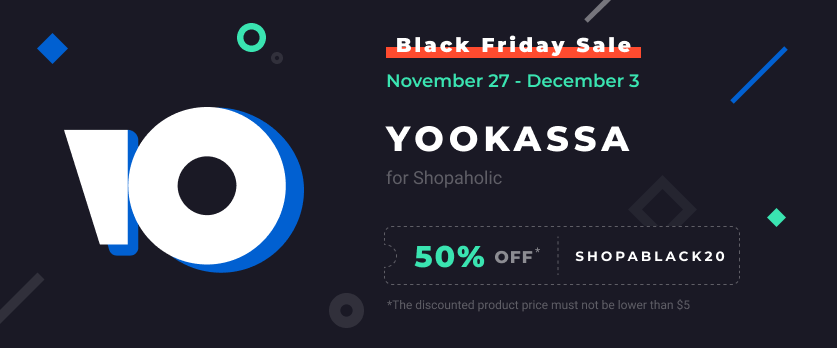 Black Friday Sale
November 27 - December 3
YOOKASSA
for Shopaholic
50% OFF* SHOPABLACK20
*The discounted product price must not be lower than $5